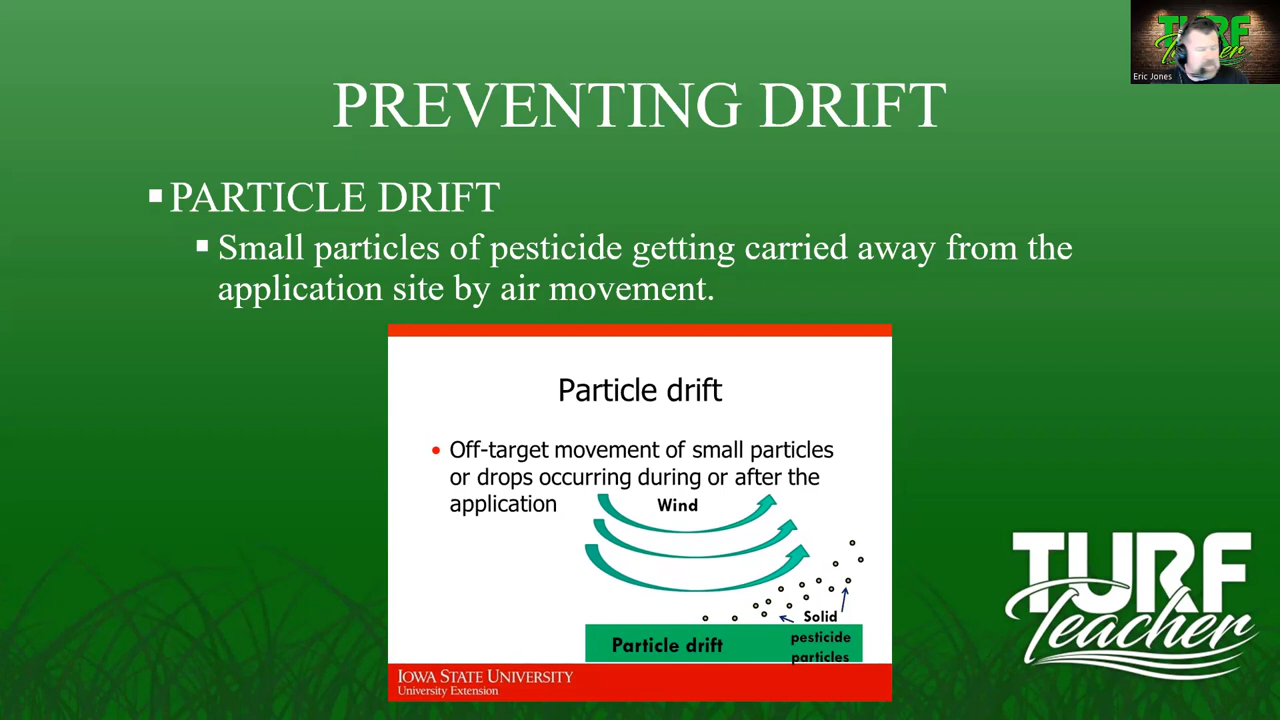 TURF
Teacher
Eric Jones
PREVENTING DRIFT
▪ PARTICLE DRIFT
▪ Small particles of pesticide getting carried away from the
application site by air movement.
Particle drift
• Off-target movement of small particles
or drops occurring during or after the
application
Wind
Solid
pesticide
particles
Particle drift
IOWA STATE UNIVERSITY
University Extension
TURF
Teacher